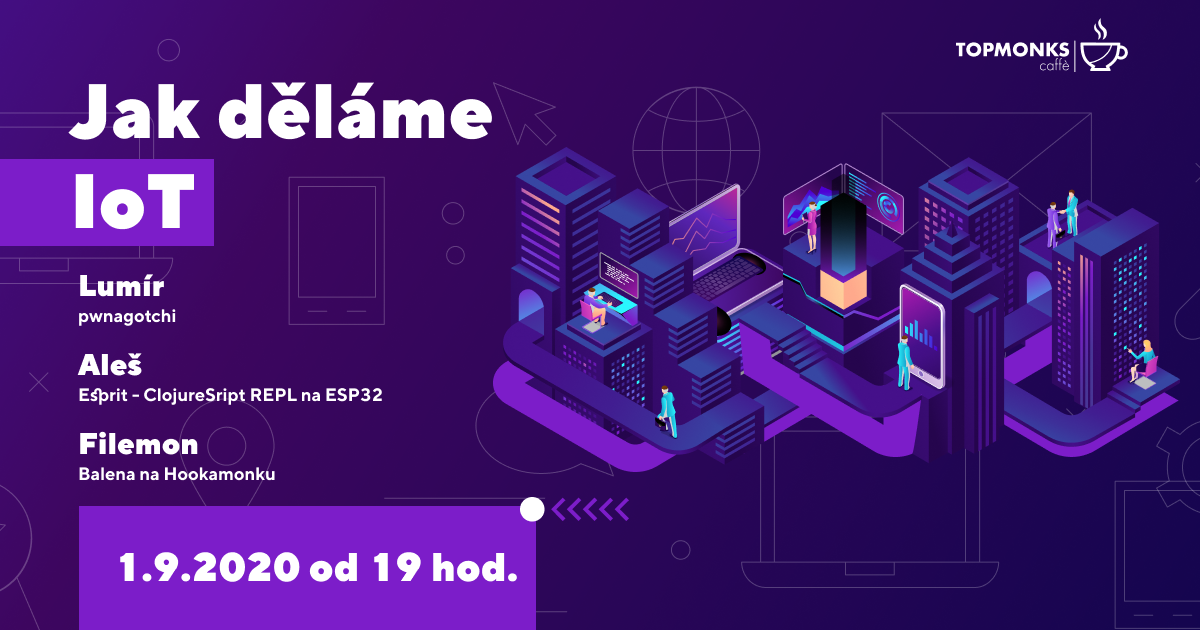 TOPMONKS
caffè
Jak děláme
IoT
Lumír
pwnagotchi
Aleš
Esprit - ClojureSript REPL na ESP32
Filemon
Balena na Hookamonku
1.9.2020 od 19 hod.